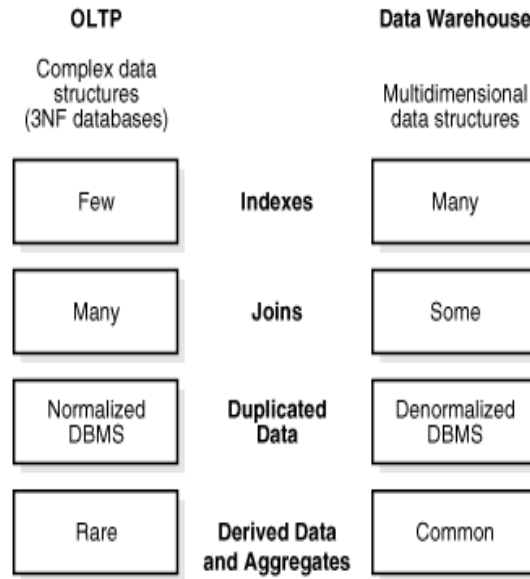 OLTP
Data Warehouse
Complex data
structures
(3NF databases)
Multidimensional
data structures
Few
Indexes
Many
Many
Joins
Some
Normalized
DBMS
Duplicated
Data
Denormalized
DBMS
Rare
Derived Data
and Aggregates
Common